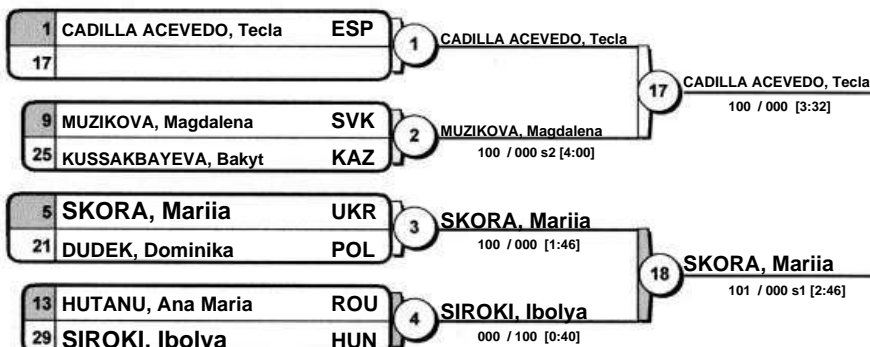 1 CADILLA ACEVEDO, Tecla ESP
17
1 CADILLA ACEVEDO, Tecla
17 CADILLA ACEVEDO, Tecla
100 / 000 [3:32]
9 MUZIKOVA, Magdalena SVK
25 KUSSAKBAYEVA, Bakyt KAZ
2 MUZIKOVA, Magdalena
100 / 000 s2 [4:00]
5 SKORA, Mariia UKR
21 DUDEK, Dominika POL
3 SKORA, Mariia
100 / 000 [1:46]
18 SKORA, Mariia
101 / 000 s1 [2:46]
13 HUTANU, Ana Maria ROU
29 SIROKI, Ibolya HUN
4 SIROKI, Ibolya
000 / 100 [0:40]